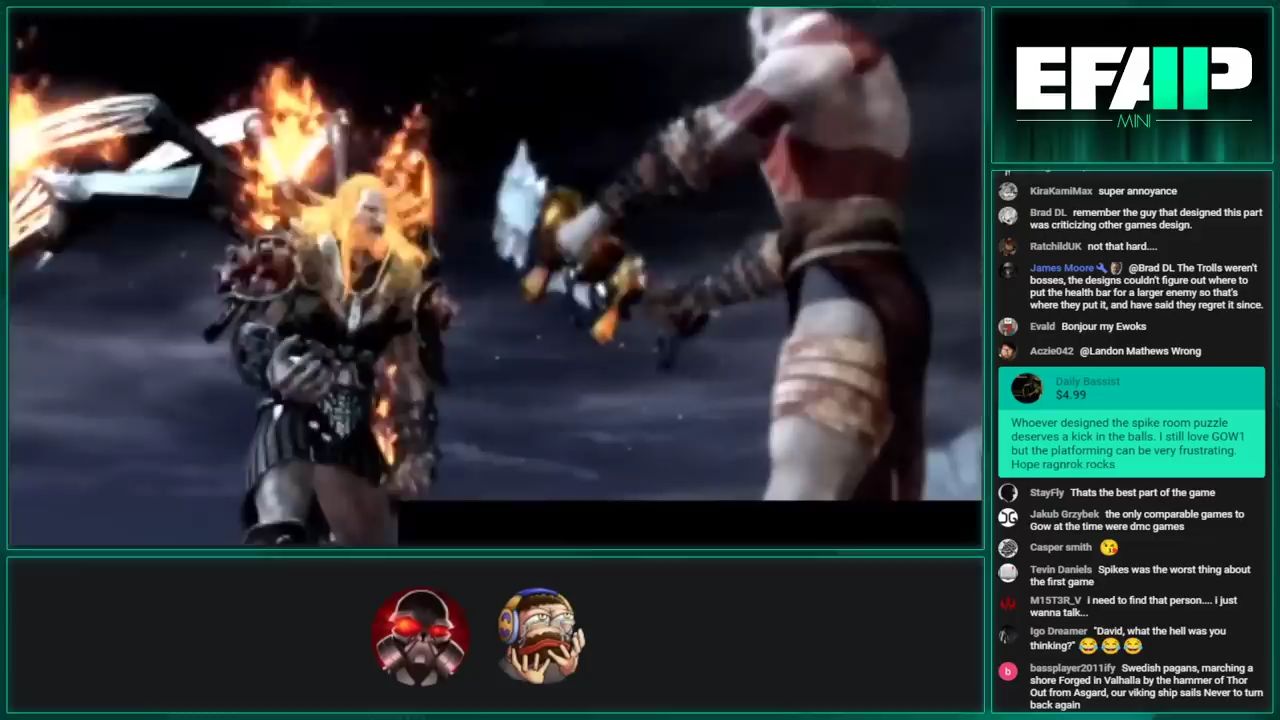 EFAP
MINI
KiraKamiMax super annoyance
Brad DL remember the guy that designed this part
was criticizing other games design.
RatchildUK not that hard....
James Moore @Brad DL The Trolls weren't
bosses, the designs couldn't figure out where to
put the health bar for a larger enemy so that's
where they put it, and have said they regret it since.
Evald Bonjour my Ewoks
Aczie042 @Landon Mathews Wrong
Daily Bassist
$4.99
Whoever designed the spike room puzzle
deserves a kick in the balls. I still love GOW1
but the platforming can be very frustrating.
Hope ragnrok rocks
StayFly Thats the best part of the game
Jakub Grzybek the only comparable games to
Gow at the time were dmc games
Casper smith 😘
Tevin Daniels Spikes was the worst thing about
the first game
M15T3R_V i need to find that person.... i just
wanna talk...
Igo Dreamer "David, what the hell was you
thinking?" 😂 😂 😂
b
bassplayer2011ify Swedish pagans, marching a
shore Forged in Valhalla by the hammer of Thor
Out from Asgard, our viking ship sails Never to turn
back again